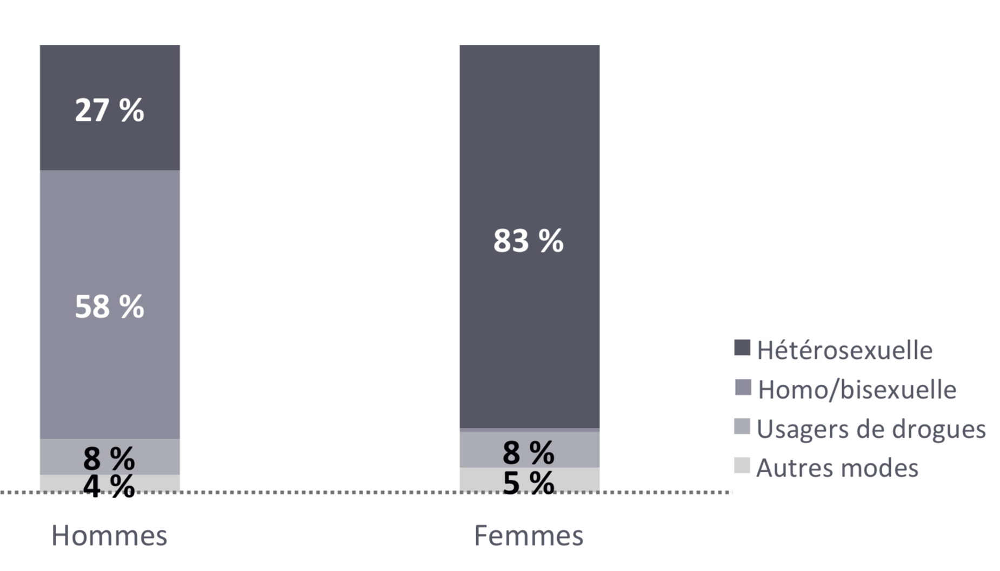 27 %
58 %
8 %
4 %
83 %
8 %
5 %
Hommes
Femmes
Hétérosexuelle
Homo/bisexuelle
Usagers de drogues
Autres modes